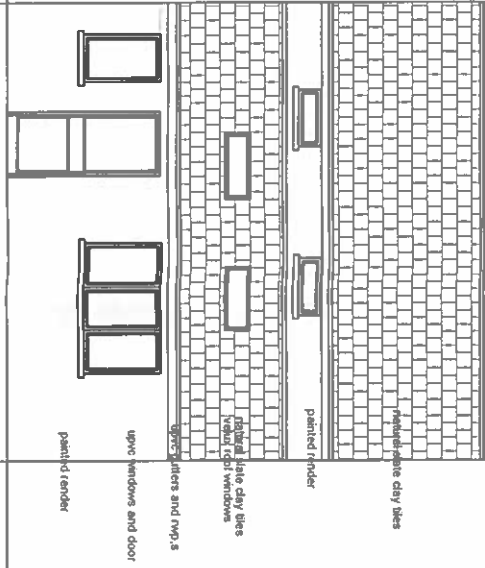 natural slate clay tiles
painted render
natural slate clay tiles
velux roof windows
upvc gutters and rwp,s
upvc windows and door
painted render